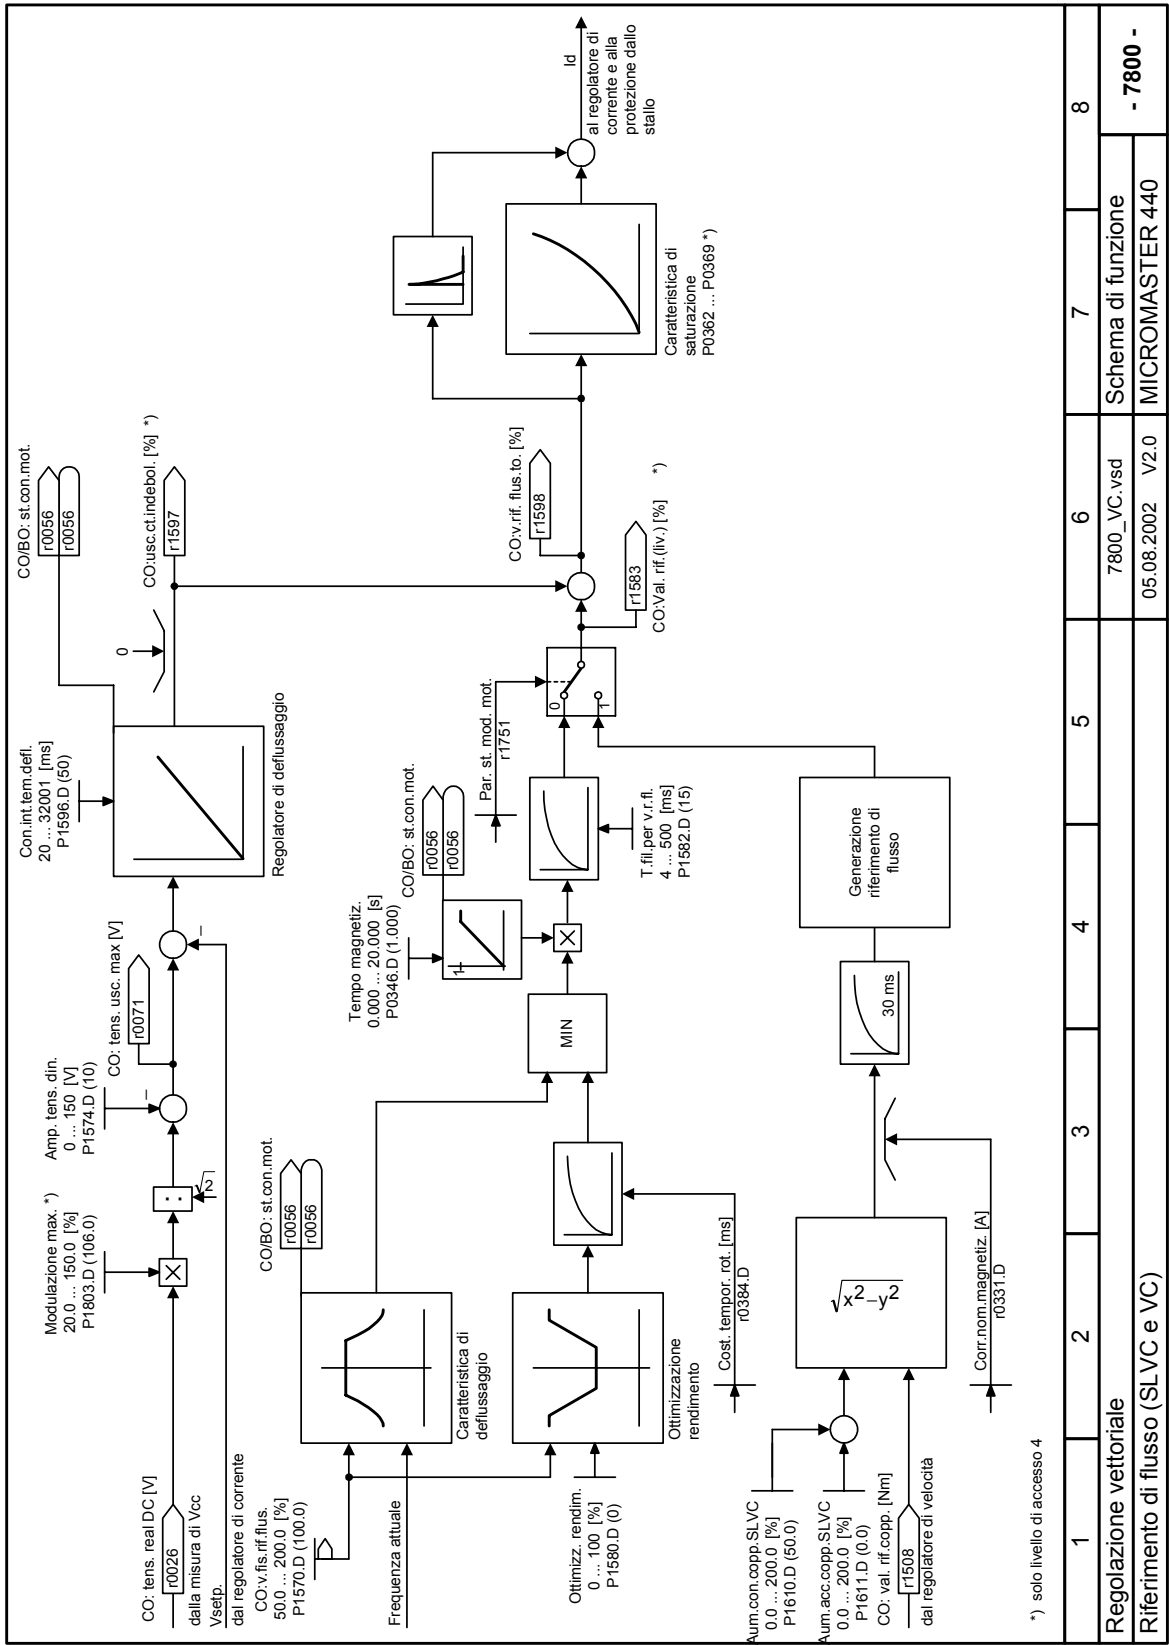 CO: tens. real DC [V]
r0026
dalla misura di Vcc
Vsetp.
dal regolatore di corrente
Modulazione max. *)
20.0 ... 150.0 [%]
P1803.D (106.0)
√2
Amp. tens. din.
0 ... 150 [V]
P1574.D (10)
–
CO: tens. usc. max [V]
r0071
–
Con.int.tem.defl.
20 ... 32001 [ms]
P1596.D (50)
Regolatore di deflussaggio
0
CO/BO: st.con.mot.
r0056
r0056
CO:usc.ct.indebol. [%] *)
r1597
CO:v.fis.rif.flus.
50.0 ... 200.0 [%]
P1570.D (100.0)
Frequenza attuale
CO/BO: st.con.mot.
r0056
r0056
Caratteristica di
deflussaggio
Ottimizz. rendim.
0 ... 100 [%]
P1580.D (0)
Ottimizzazione
rendimento
Cost. tempor. rot. [ms]
r0384.D
MIN
Tempo magnetiz.
0.000 ... 20.000 [s]
P0346.D (1.000)
1
CO/BO: st.con.mot.
r0056
r0056
T.fil.per v.r.fl.
4 ... 500 [ms]
P1582.D (15)
Par. st. mod. mot.
r1751
0
1
CO:v.rif. flus.to. [%]
r1598
r1583
CO:Val. rif.(liv.) [%] *)
Caratteristica di
saturazione
P0362 ... P0369 *)
Id
al regolatore di
corrente e alla
protezione dallo
stallo
Aum.con.copp.SLVC
0.0 ... 200.0 [%]
P1610.D (50.0)
Aum.acc.copp.SLVC
0.0 ... 200.0 [%]
P1611.D (0.0)
CO: val. rif.copp. [Nm]
r1508
dal regolatore di velocità
√x²–y²
Corr.nom.magnetiz. [A]
r0331.D
30 ms
Generazione
riferimento di
flusso
*) solo livello di accesso 4
1 2 3 4 5 6 7 8
Regolazione vettoriale
7800_VC.vsd
Schema di funzione
- 7800 -
Riferimento di flusso (SLVC e VC)
05.08.2002 V2.0
MICROMASTER 440